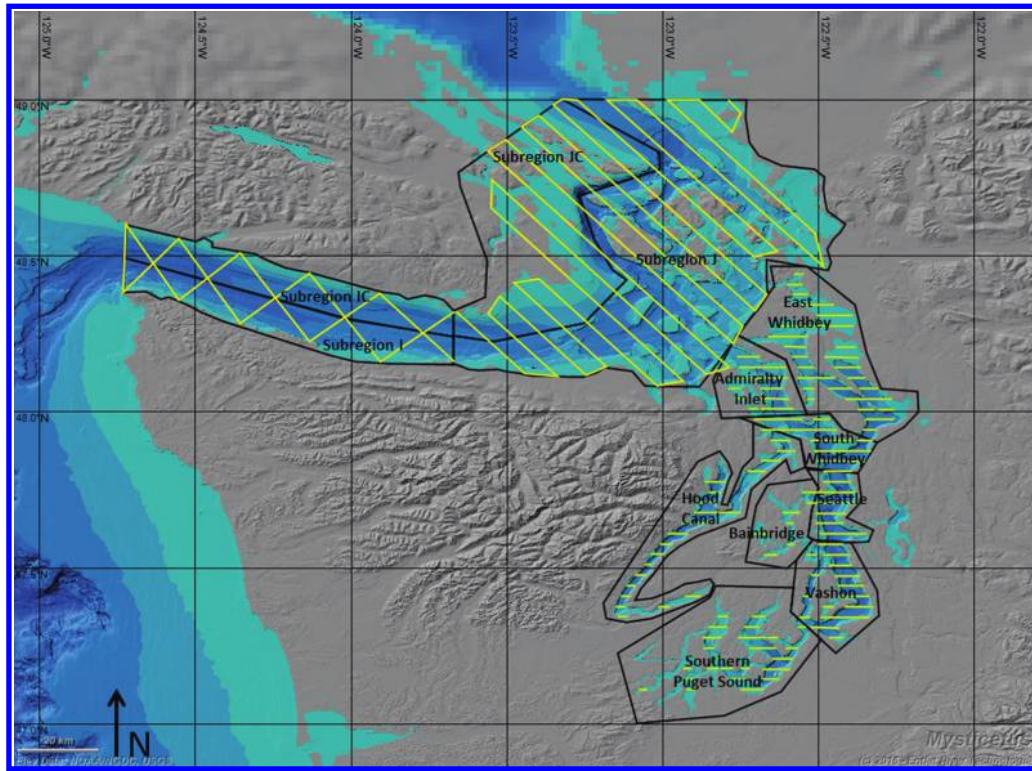 125.0°W
124.5°W
124.0°W
123.5°W
123.0°W
122.5°W
122.0°W
49.0°N
Subregion JC
48.5°N
Subregion J
Subregion IC
East
Whidbey
Subregion I
Admiralty
Inlet
48.0°N
South
Whidbey
Hood
Canal
Seattle
Bainbridge
47.5°N
Vashon
Southern
Puget Sound
N
20 km
Mysticetus